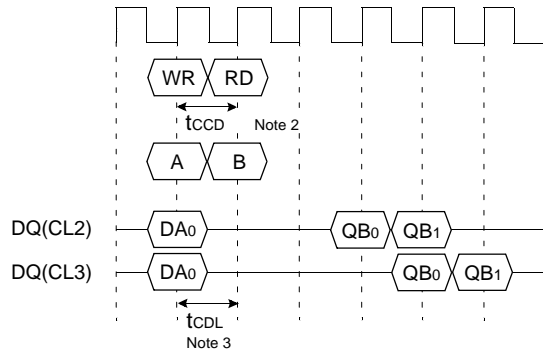 WR RD
tCCD Note 2
A B
DQ(CL2) DA0 QB0 QB1
DQ(CL3) DA0 QB0 QB1
tCDL
Note 3